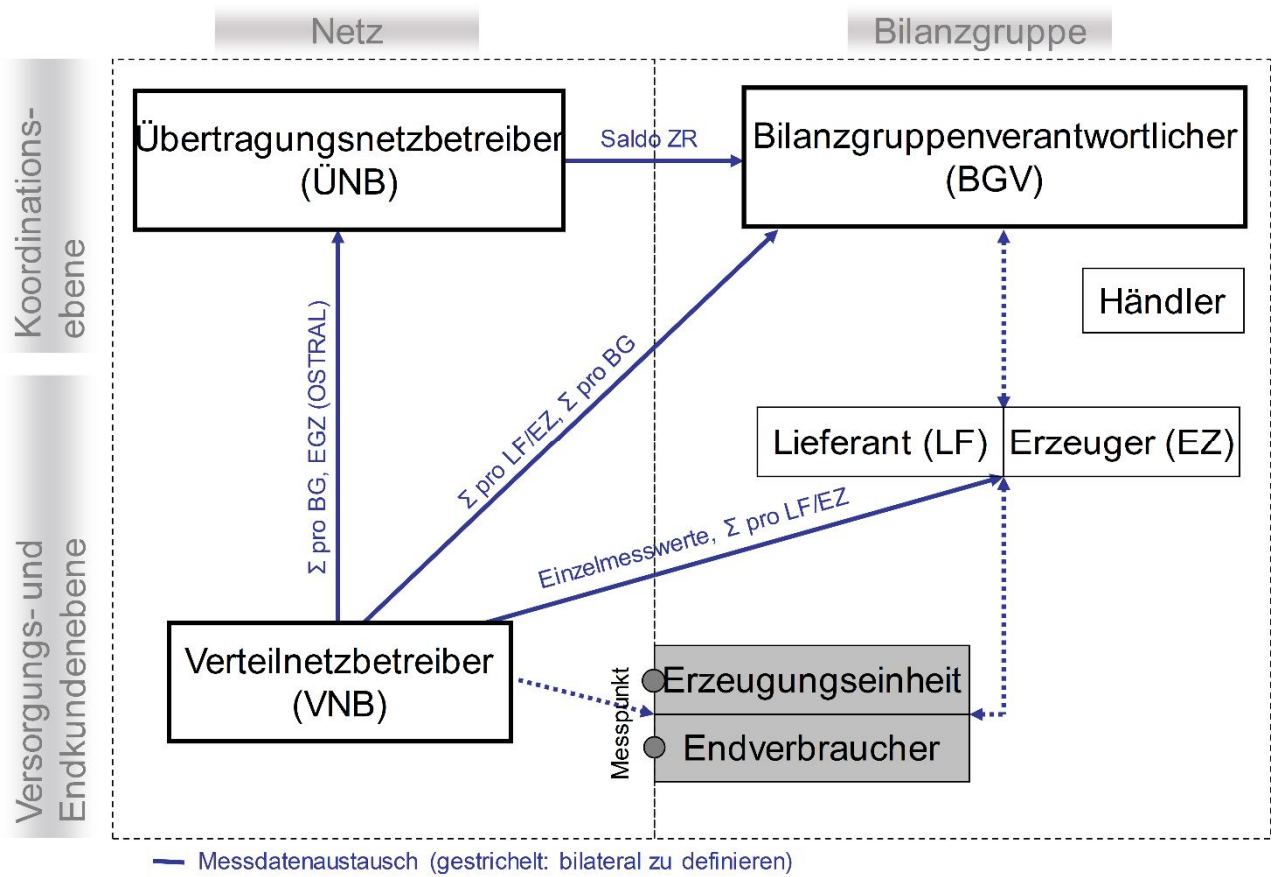 Netz
Bilanzgruppe
Koordinations-
ebene
Übertragungsnetzbetreiber
(ÜNB)
Saldo ZR
Bilanzgruppenverantwortlicher
(BGV)
Händler
Σ pro BG, EGZ (OSTRAL)
Σ pro LF/EZ, Σ pro BG
Lieferant (LF)
Erzeuger (EZ)
Einzelmesswerte, Σ pro LF/EZ
Versorgungs- und
Endkundenebene
Verteilnetzbetreiber
(VNB)
Messpunkt
Erzeugungseinheit
Endverbraucher
Messdatenaustausch (gestrichelt: bilateral zu definieren)